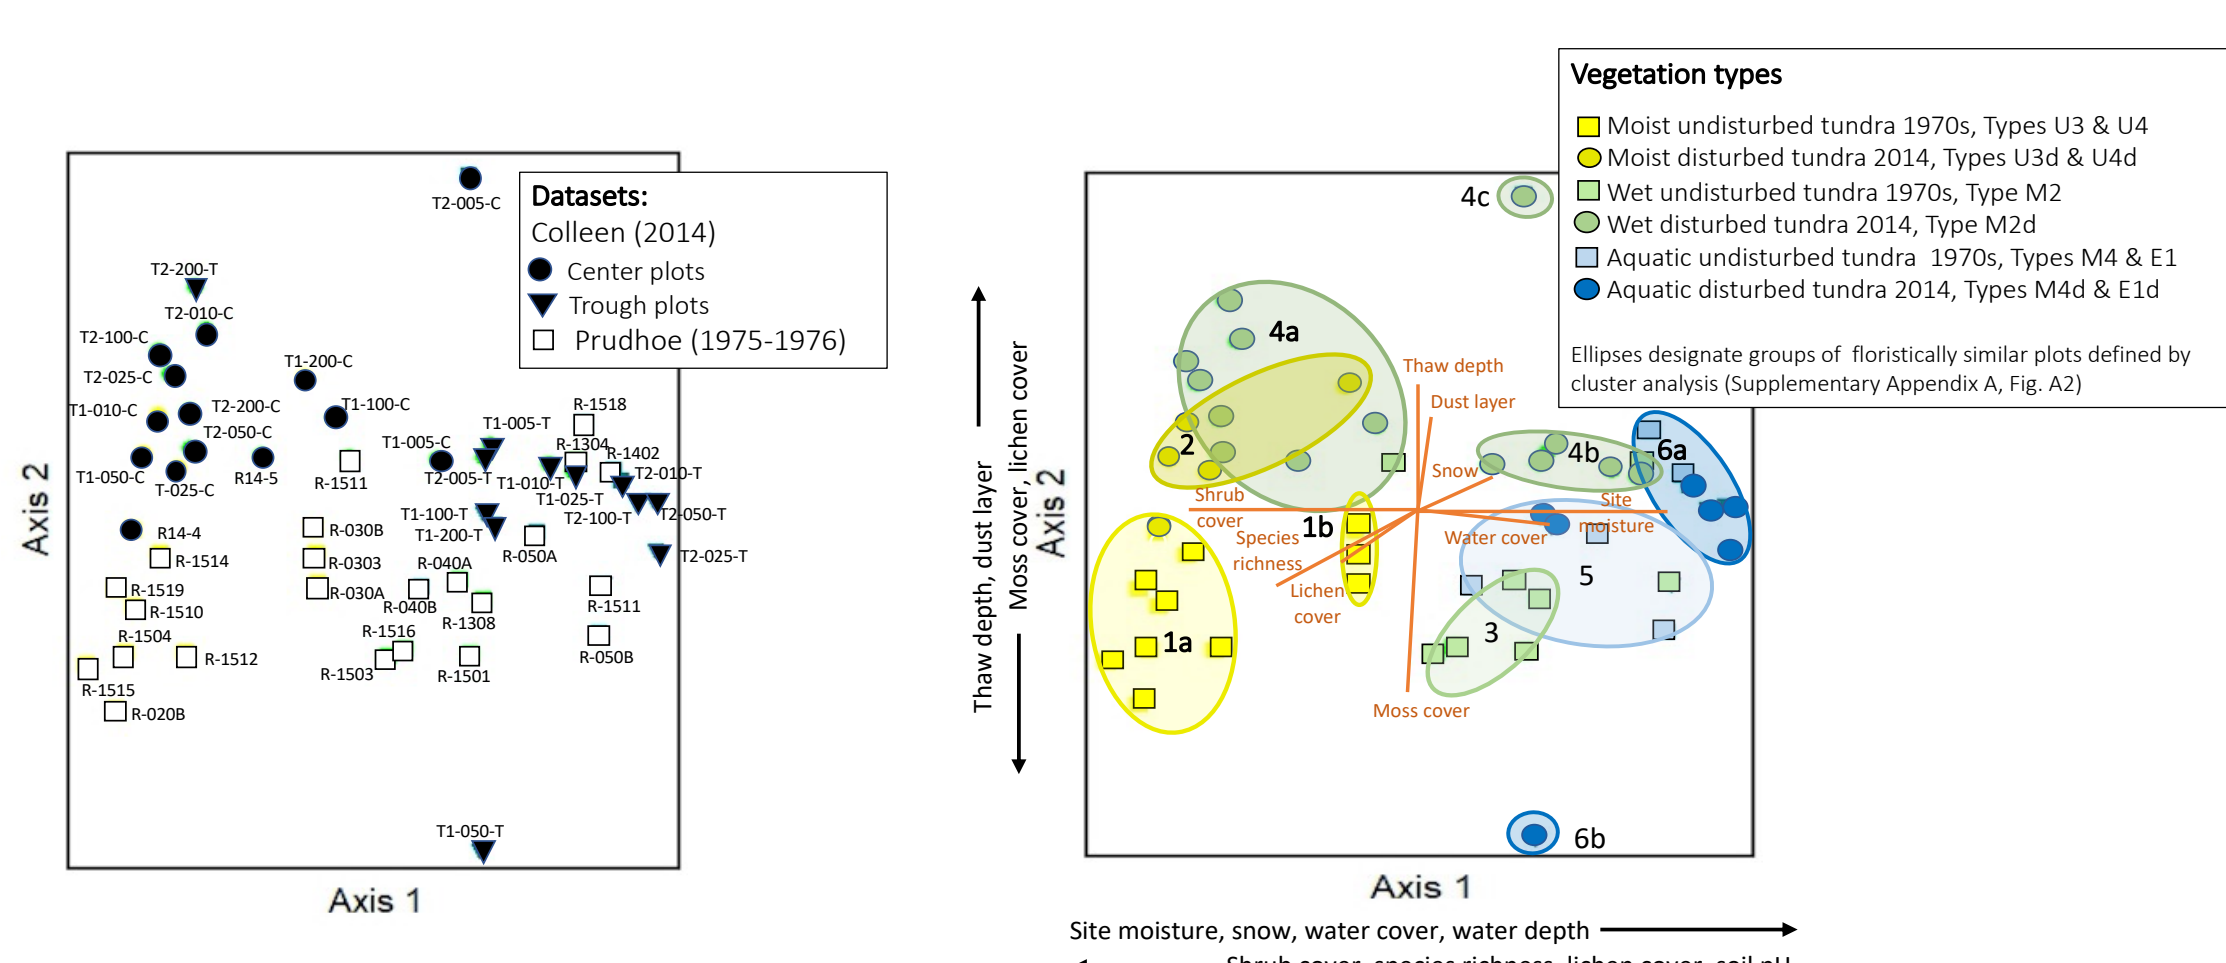 T2-005-C
Datasets:
Colleen (2014)
Center plots
Trough plots
Prudhoe (1975-1976)
T2-200-T
T2-010-C
T2-100-C
T2-025-C
T1-200-C
T1-010-C
T2-200-C
T1-100-C
T2-050-C
T1-050-C
T-025-C
R14-5
R-1511
T1-005-C
T1-005-T
T2-005-T
R-1518
R-1304
R-1402
T1-010-T
T2-010-T
T1-025-T
T2-100-T
T2-050-T
T1-100-T
T1-200-T
R-050A
T2-025-T
R14-4
R-1514
R-030B
R-0303
R-030A
R-040A
R-040B
R-1308
R-1519
R-1510
R-1511
R-1504
R-1512
R-1516
R-1503
R-1501
R-050B
R-1515
R-020B
T1-050-T
Axis 2
Axis 1
Vegetation types
Moist undisturbed tundra 1970s, Types U3 & U4
Moist disturbed tundra 2014, Types U3d & U4d
Wet undisturbed tundra 1970s, Type M2
Wet disturbed tundra 2014, Type M2d
Aquatic undisturbed tundra 1970s, Types M4 & E1
Aquatic disturbed tundra 2014, Types M4d & E1d
Ellipses designate groups of floristically similar plots defined by
cluster analysis (Supplementary Appendix A, Fig. A2)
4c
4a
2
Thaw depth
Dust layer
Snow
4b
6a
Shrub
cover
Site
moisture
1b
Species
richness
Water cover
Lichen
cover
5
3
1a
Moss cover
6b
Thaw depth, dust layer
Moss cover, lichen cover
Axis 2
Axis 1
Site moisture, snow, water cover, water depth
Shrub cover, species richness, lichen cover, soil pH